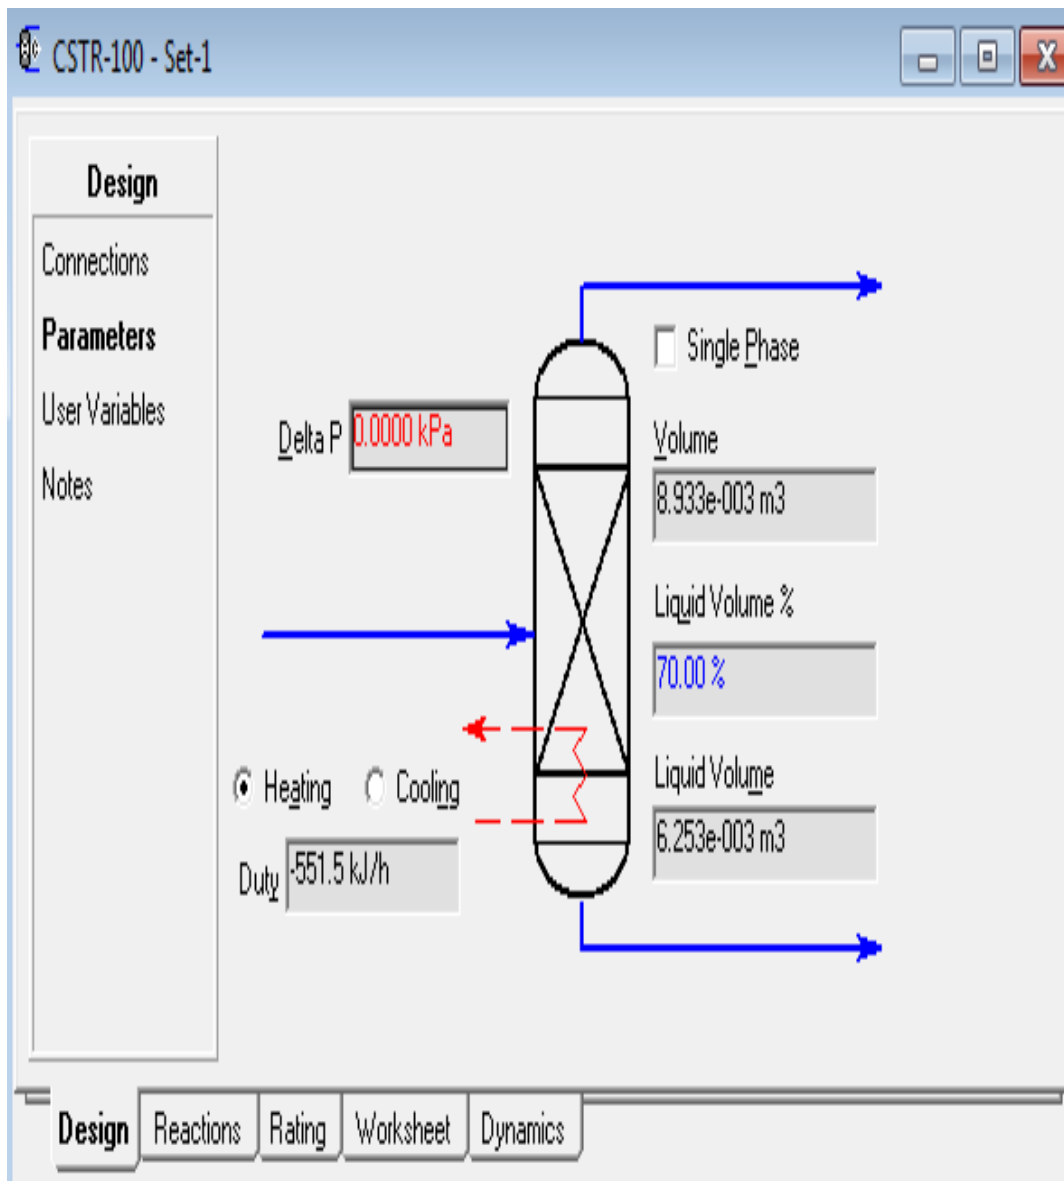 CSTR-100 - Set-1
Design
Connections
Parameters
User Variables
Notes
Single Phase
Delta P 0.0000 kPa
Volume
8.933e-003 m3
Liquid Volume %
70.00 %
Heating Cooling
Liquid Volume
6.253e-003 m3
Duty -551.5 kJ/h
Design Reactions Rating Worksheet Dynamics